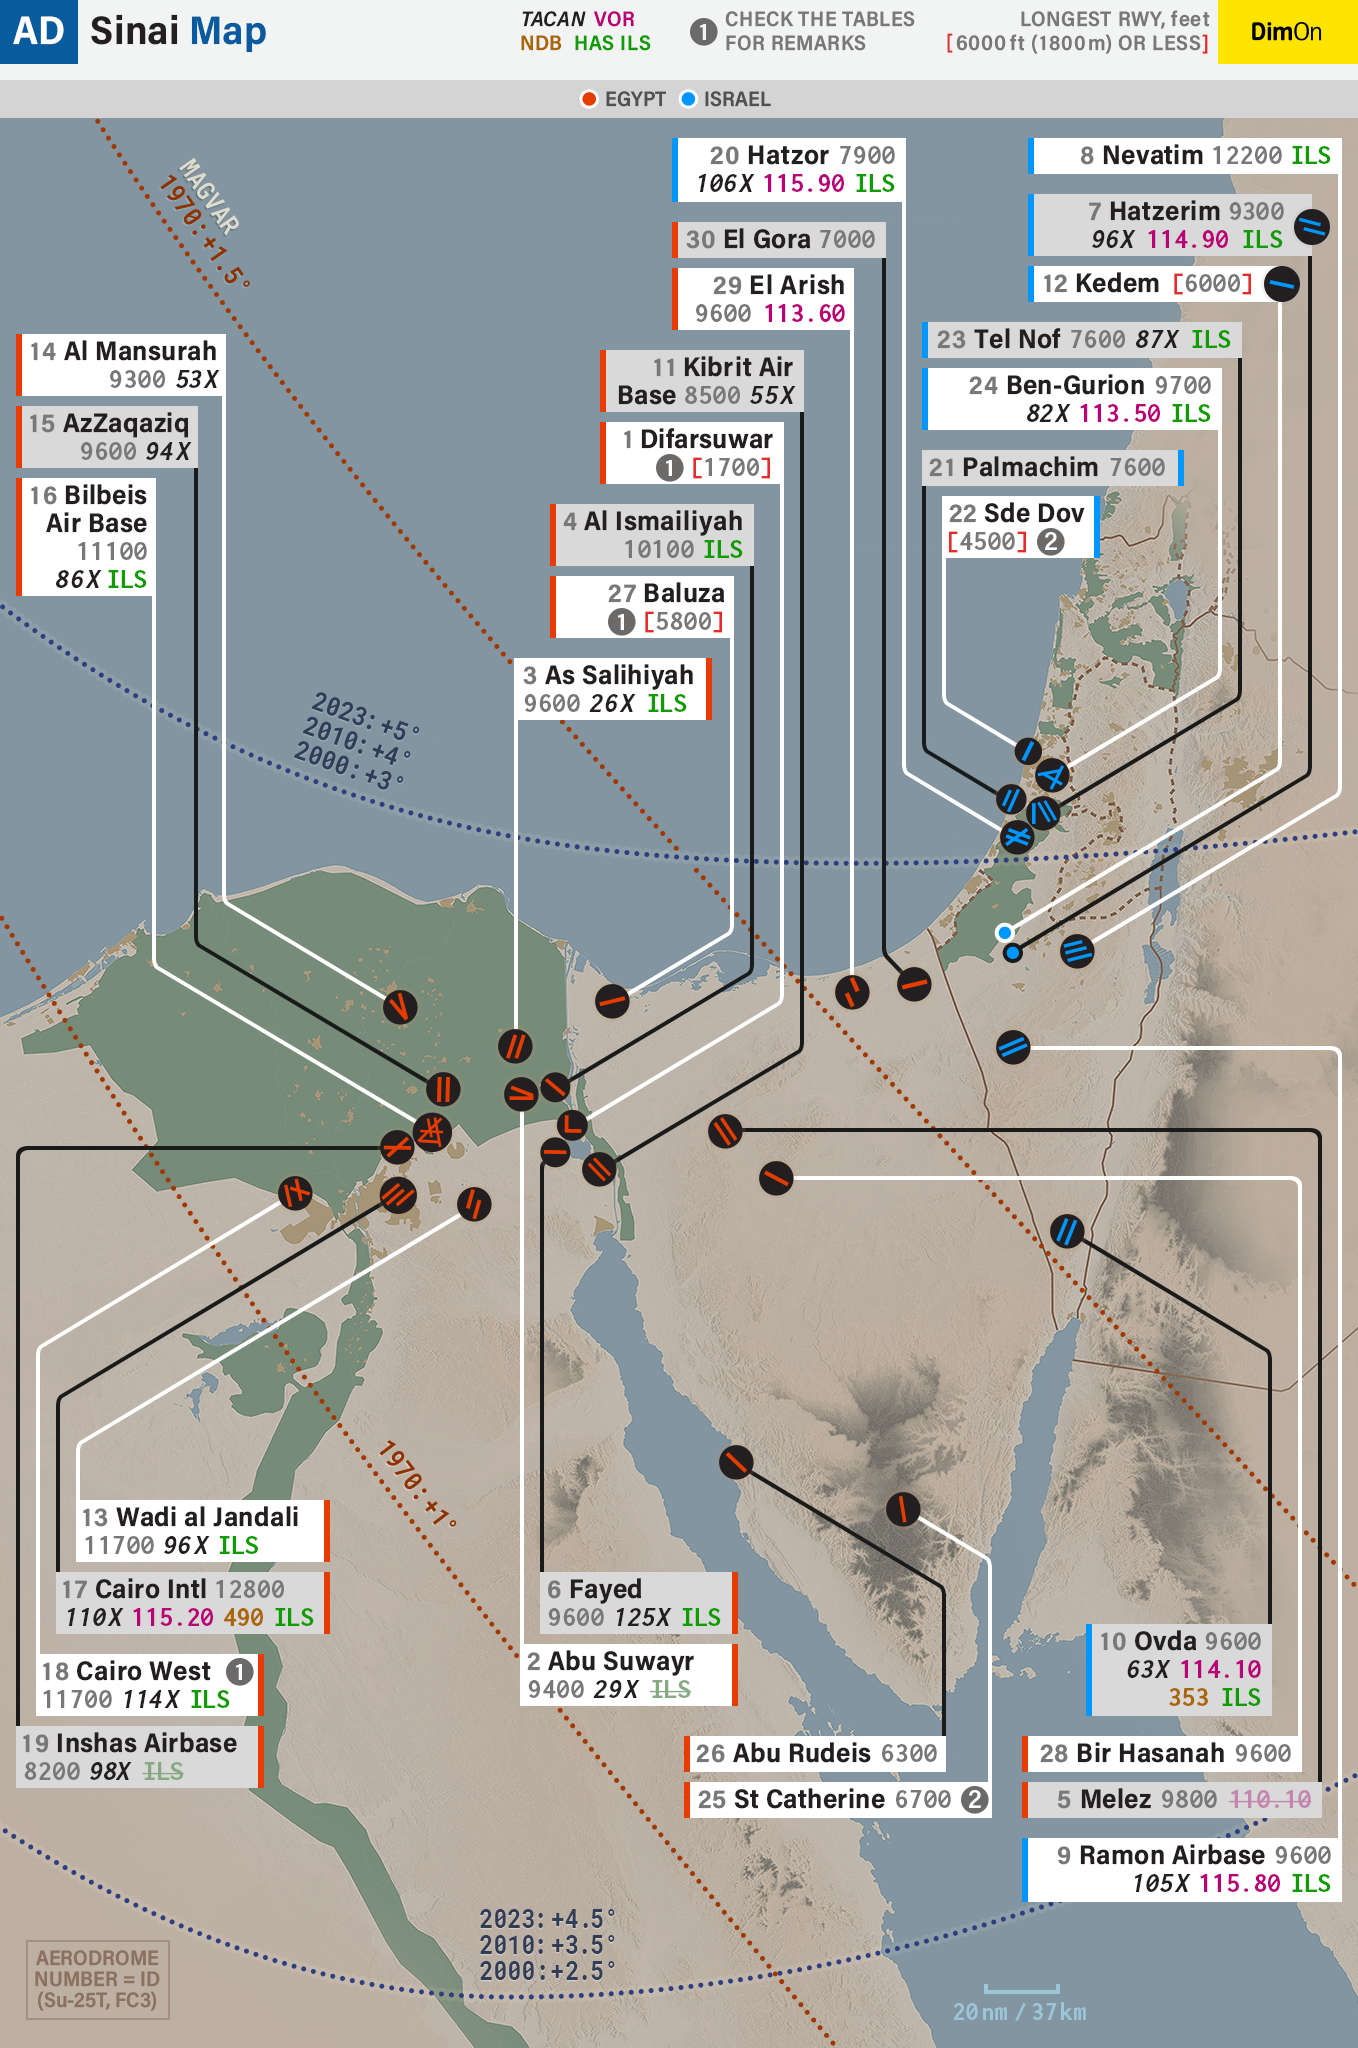 AD Sinai Map
TACAN VOR
NDB HAS ILS
1 CHECK THE TABLES
FOR REMARKS
LONGEST RWY, feet
[6000 ft (1800 m) OR LESS]
DimOn
EGYPT ISRAEL
MAGVAR
1970: +1.5°
20 Hatzor 7900
106X 115.90 ILS
8 Nevatim 12200 ILS
7 Hatzerim 9300
96X 114.90 ILS
30 El Gora 7000
12 Kedem [6000]
29 El Arish
9600 113.60
23 Tel Nof 7600 87X ILS
14 Al Mansurah
9300 53X
11 Kibrit Air
Base 8500 55X
24 Ben-Gurion 9700
82X 113.50 ILS
15 AzZaqaziq
9600 94X
1 Difarsuwar
1 [1700]
21 Palmachim 7600
16 Bilbeis
Air Base
11100
86X ILS
4 Al Ismailiyah
10100 ILS
22 Sde Dov
[4500] 2
27 Baluza
1 [5800]
3 As Salihiyah
9600 26X ILS
2023: +5°
2010: +4°
2000: +3°
1970: +1°
13 Wadi al Jandali
11700 96X ILS
17 Cairo Intl 12800
110X 115.20 490 ILS
18 Cairo West 1
11700 114X ILS
19 Inshas Airbase
8200 98X ILS
6 Fayed
9600 125X ILS
2 Abu Suwayr
9400 29X ILS
10 Ovda 9600
63X 114.10
353 ILS
26 Abu Rudeis 6300
25 St Catherine 6700 2
28 Bir Hasanah 9600
5 Melez 9800 110.10
9 Ramon Airbase 9600
105X 115.80 ILS
2023: +4.5°
2010: +3.5°
2000: +2.5°
AERODROME
NUMBER = ID
(Su-25T, FC3)
20 nm / 37 km